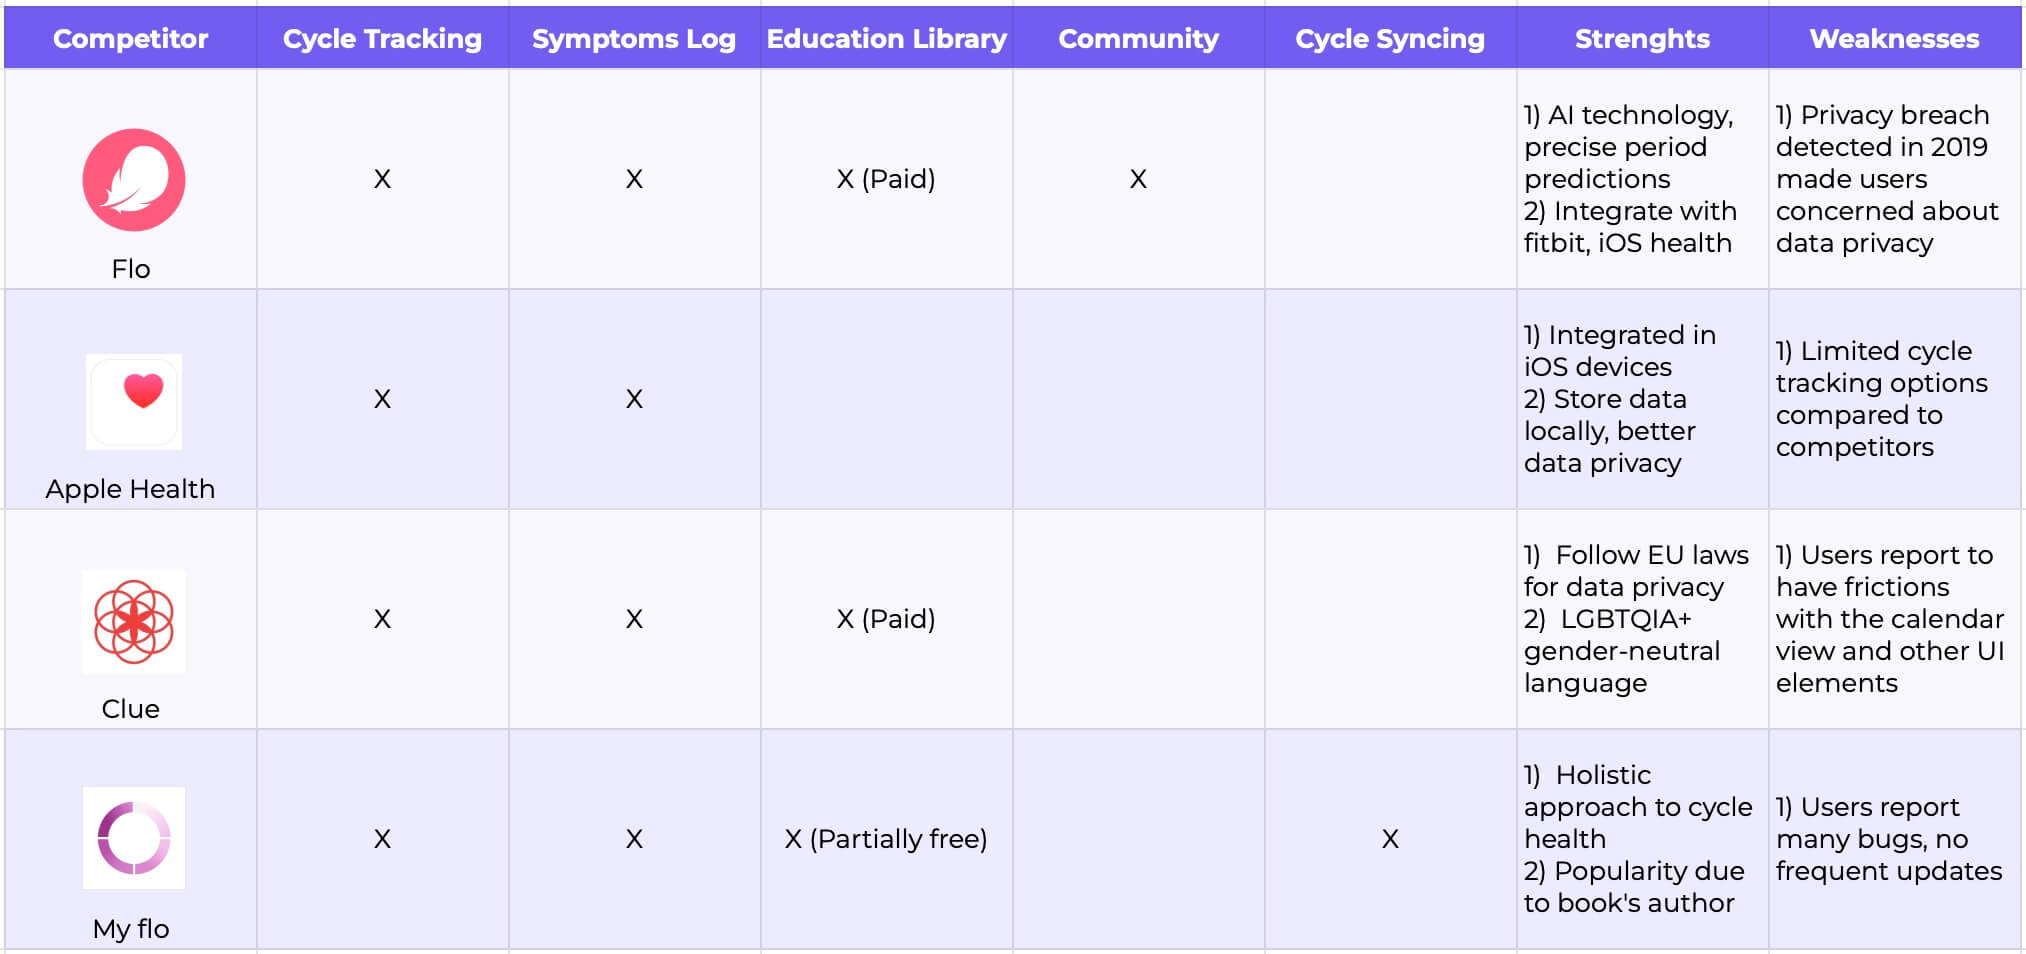 Competitor Cycle Tracking Symptoms Log Education Library Community Cycle Syncing Strenghts Weaknesses
Flo
X
X
X (Paid)
X
1) AI technology,
precise period
predictions
2) Integrate with
fitbit, iOS health
1) Privacy breach
detected in 2019
made users
concerned about
data privacy
Apple Health
X
X
1) Integrated in
iOS devices
2) Store data
locally, better
data privacy
1) Limited cycle
tracking options
compared to
competitors
Clue
X
X
X (Paid)
1)  Follow EU laws
for data privacy
2)  LGBTQIA+
gender-neutral
language
1) Users report to
have frictions
with the calendar
view and other UI
elements
My flo
X
X
X (Partially free)
X
1)  Holistic
approach to cycle
health
2) Popularity due
to book's author
1) Users report
many bugs, no
frequent updates